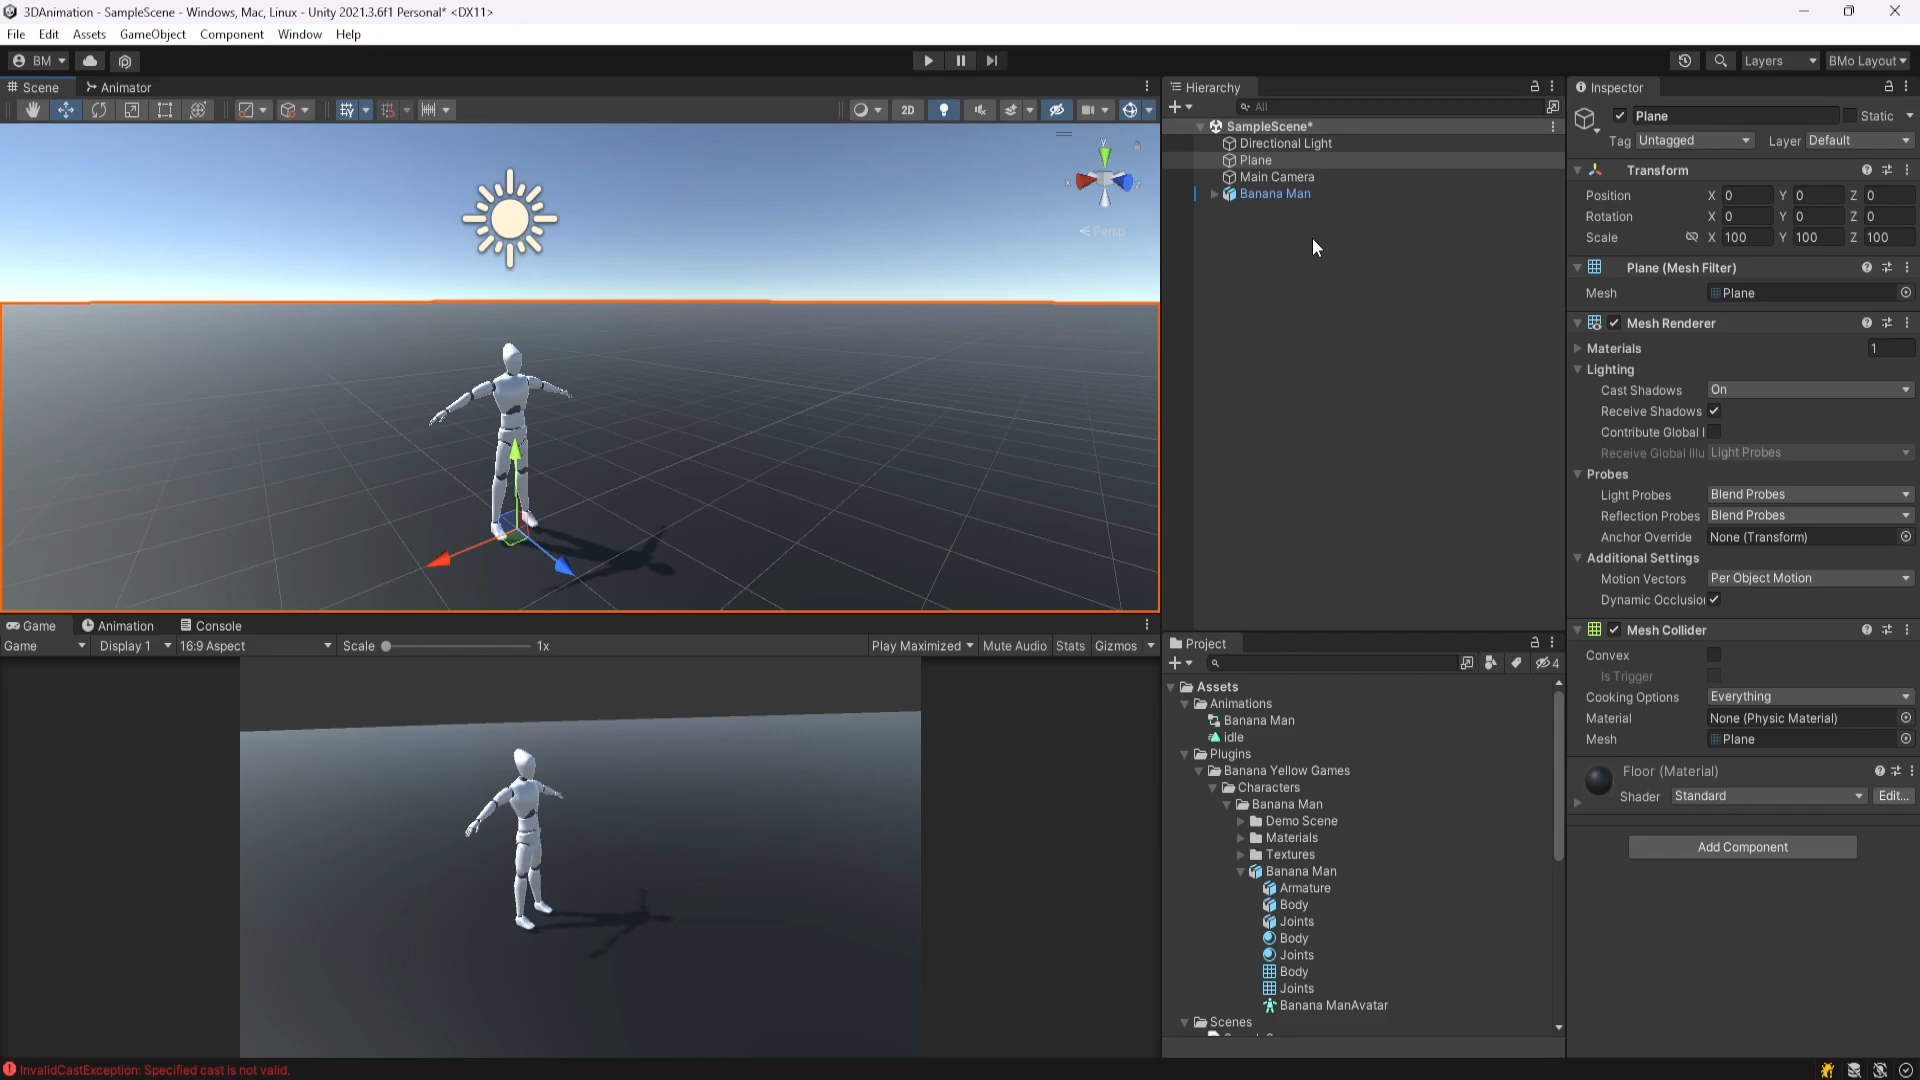 3DAnimation - SampleScene - Windows, Mac, Linux - Unity 2021.3.6f1 Personal* <DX11>
File Edit Assets GameObject Component Window Help
BM Layers BMo Layout
Scene Animator
2D
y
x
z
Persp
Game Animation Console
Game Display 1 16:9 Aspect Scale 1x Play Maximized Mute Audio Stats Gizmos
Hierarchy
All
SampleScene*
Directional Light
Plane
Main Camera
Banana Man
Project
4
Assets
Animations
Banana Man
idle
Plugins
Banana Yellow Games
Characters
Banana Man
Demo Scene
Materials
Textures
Banana Man
Armature
Body
Joints
Body
Joints
Body
Joints
Banana ManAvatar
Scenes
Inspector
Plane Static
Tag Untagged Layer Default
Transform
Position X 0 Y 0 Z 0
Rotation X 0 Y 0 Z 0
Scale X 100 Y 100 Z 100
Plane (Mesh Filter)
Mesh Plane
Mesh Renderer
Materials 1
Lighting
Cast Shadows On
Receive Shadows
Contribute Global I
Receive Global Illu Light Probes
Probes
Light Probes Blend Probes
Reflection Probes Blend Probes
Anchor Override None (Transform)
Additional Settings
Motion Vectors Per Object Motion
Dynamic Occlusio
Mesh Collider
Convex
Is Trigger
Cooking Options Everything
Material None (Physic Material)
Mesh Plane
Floor (Material)
Shader Standard Edit...
Add Component
InvalidCastException: Specified cast is not valid.